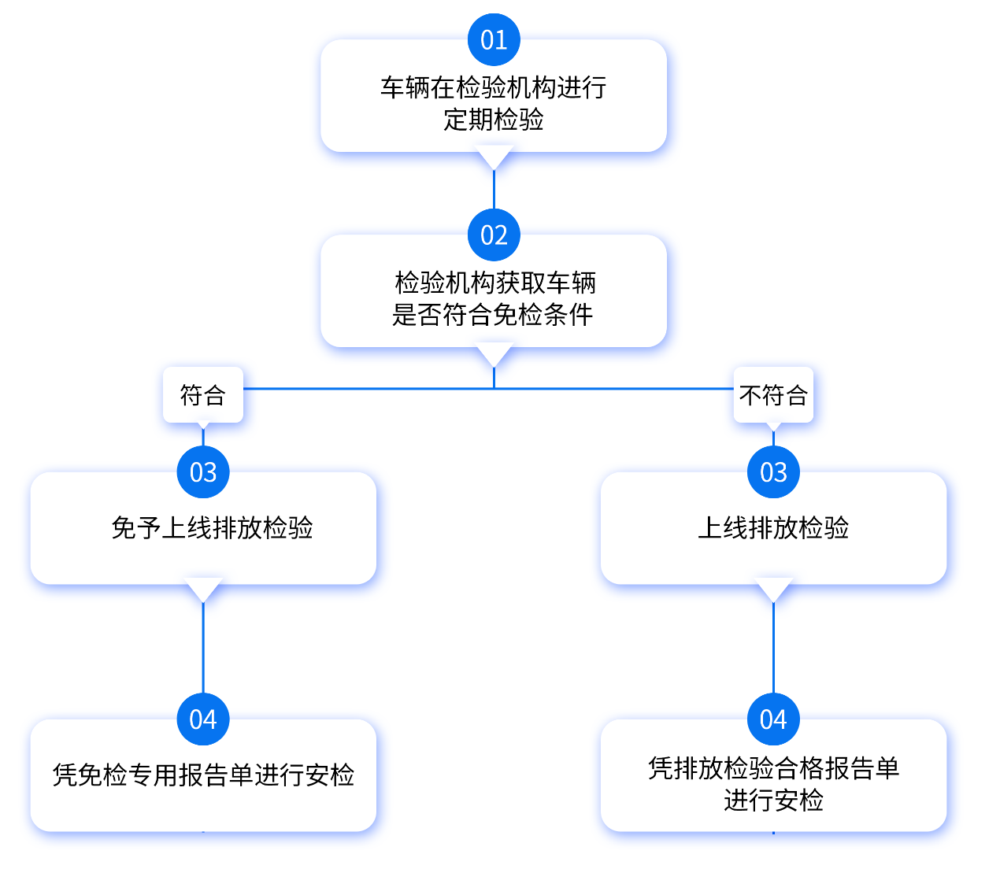 01
车辆在检验机构进行
定期检验
02
检验机构获取车辆
是否符合免检条件
符合
不符合
03
免予上线排放检验
03
上线排放检验
04
凭免检专用报告单进行安检
04
凭排放检验合格报告单
进行安检